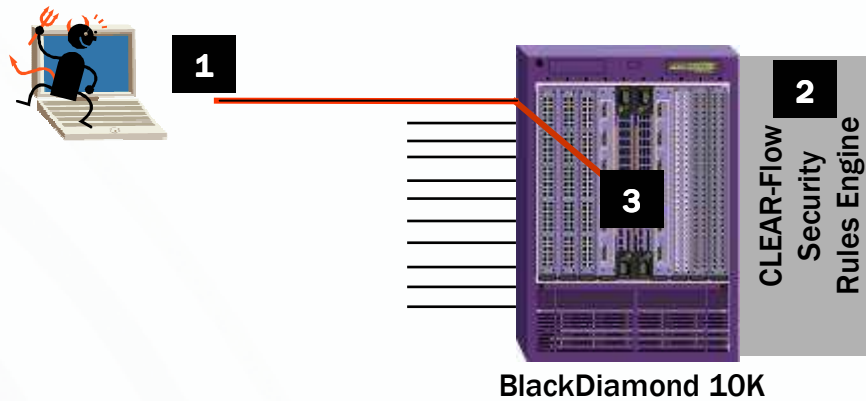 1
2
CLEAR-Flow
Security
Rules Engine
3
BlackDiamond 10K